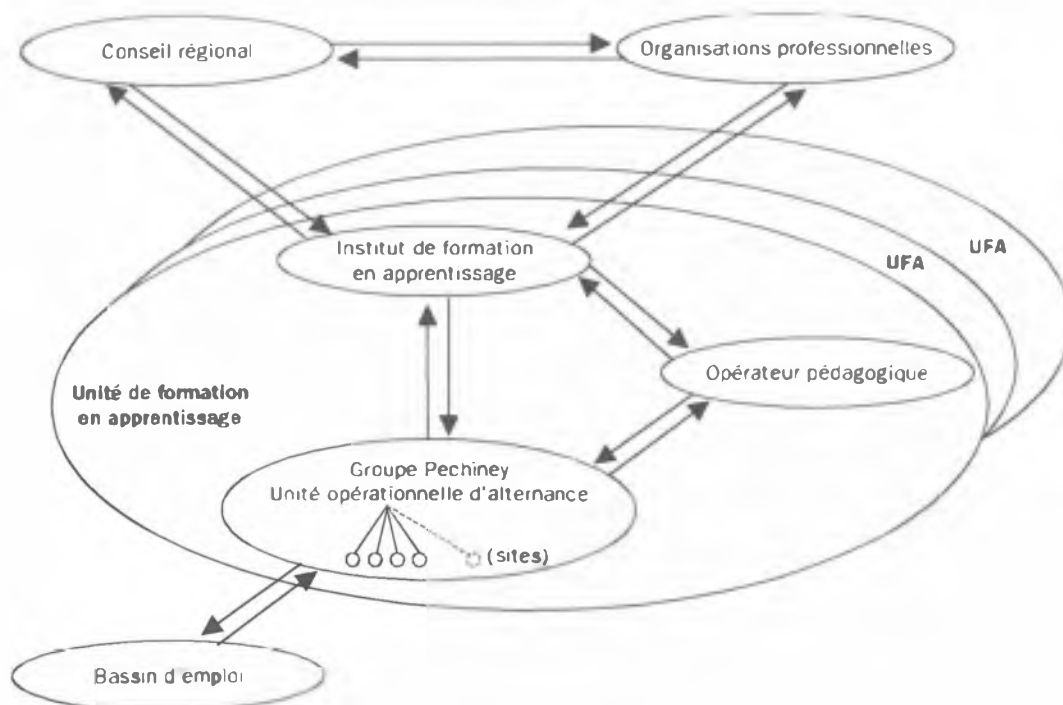 Conseil régional
Organisations professionnelles
Institut de formation
en apprentissage
UFA
UFA
Opérateur pédagogique
Unité de formation
en apprentissage
Groupe Pechiney
Unité opérationnelle d'alternance
(sites)
Bassin d emploi